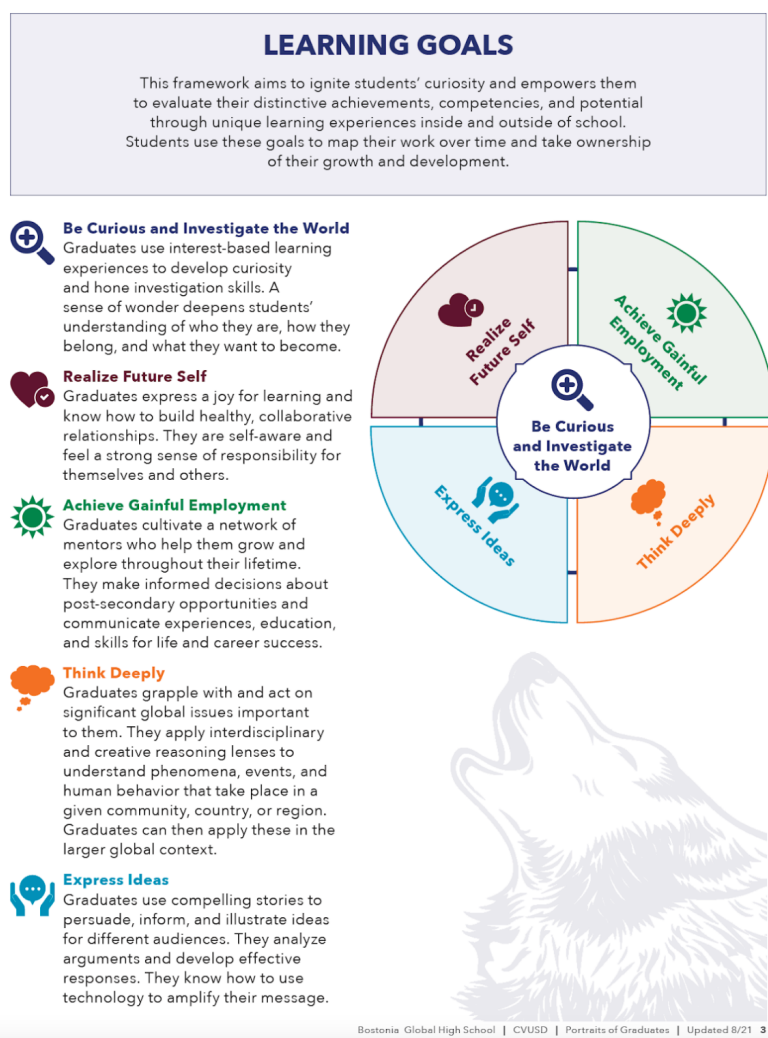 LEARNING GOALS
This framework aims to ignite students’ curiosity and empowers them
to evaluate their distinctive achievements, competencies, and potential
through unique learning experiences inside and outside of school.
Students use these goals to map their work over time and take ownership
of their growth and development.
Be Curious and Investigate the World
Graduates use interest-based learning
experiences to develop curiosity
and hone investigation skills. A
sense of wonder deepens students’
understanding of who they are, how they
belong, and what they want to become.
Realize Future Self
Graduates express a joy for learning and
know how to build healthy, collaborative
relationships. They are self-aware and
feel a strong sense of responsibility for
themselves and others.
Achieve Gainful Employment
Graduates cultivate a network of
mentors who help them grow and
explore throughout their lifetime.
They make informed decisions about
post-secondary opportunities and
communicate experiences, education,
and skills for life and career success.
Think Deeply
Graduates grapple with and act on
significant global issues important
to them. They apply interdisciplinary
and creative reasoning lenses to
understand phenomena, events, and
human behavior that take place in a
given community, country, or region.
Graduates can then apply these in the
larger global context.
Express Ideas
Graduates use compelling stories to
persuade, inform, and illustrate ideas
for different audiences. They analyze
arguments and develop effective
responses. They know how to use
technology to amplify their message.
Realize
Future Self
Achieve Gainful
Employment
Be Curious
and Investigate
the World
Express Ideas
Think Deeply
Bostonia Global High School | CVUSD | Portraits of Graduates | Updated 8/21 3